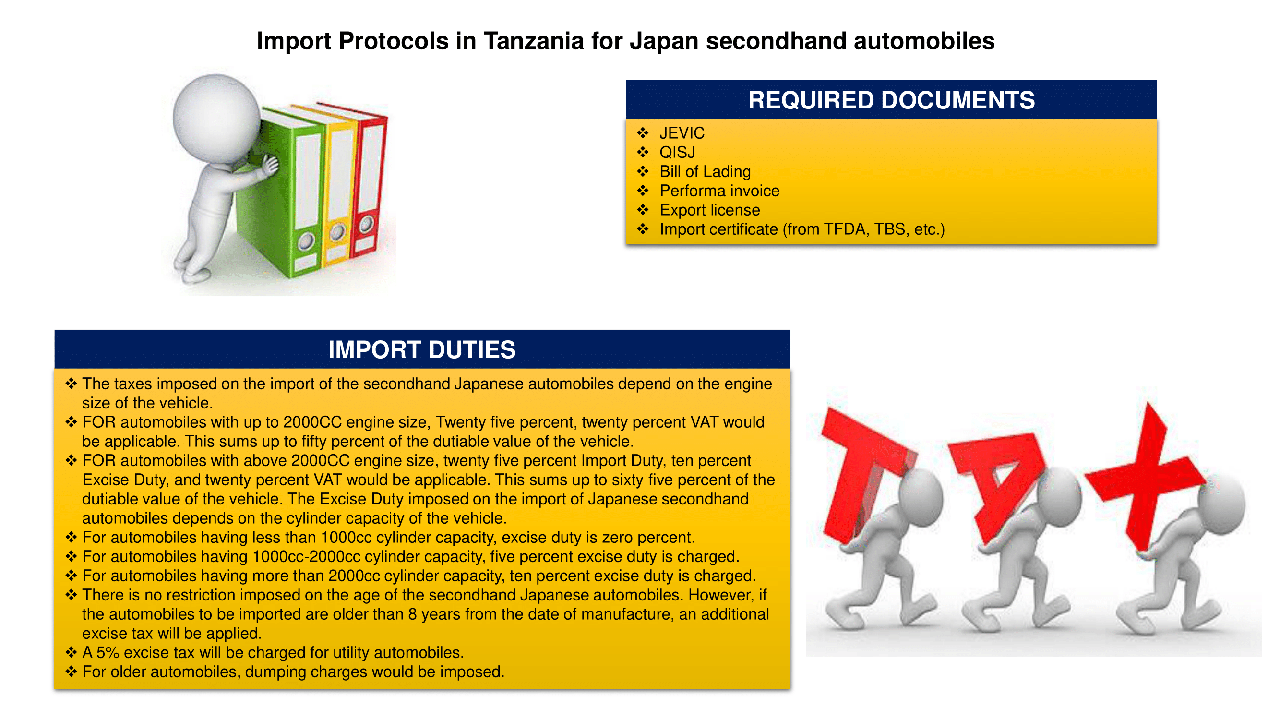 Import Protocols in Tanzania for Japan secondhand automobiles
REQUIRED DOCUMENTS
❖ JEVIC
❖ QISJ
❖ Bill of Lading
❖ Performa invoice
❖ Export license
❖ Import certificate (from TFDA, TBS, etc.)
IMPORT DUTIES
❖ The taxes imposed on the import of the secondhand Japanese automobiles depend on the engine
size of the vehicle.
❖ FOR automobiles with up to 2000CC engine size, Twenty five percent, twenty percent VAT would
be applicable. This sums up to fifty percent of the dutiable value of the vehicle.
❖ FOR automobiles with above 2000CC engine size, twenty five percent Import Duty, ten percent
Excise Duty, and twenty percent VAT would be applicable. This sums up to sixty five percent of the
dutiable value of the vehicle. The Excise Duty imposed on the import of Japanese secondhand
automobiles depends on the cylinder capacity of the vehicle.
❖ For automobiles having less than 1000cc cylinder capacity, excise duty is zero percent.
❖ For automobiles having 1000cc-2000cc cylinder capacity, five percent excise duty is charged.
❖ For automobiles having more than 2000cc cylinder capacity, ten percent excise duty is charged.
❖ There is no restriction imposed on the age of the secondhand Japanese automobiles. However, if
the automobiles to be imported are older than 8 years from the date of manufacture, an additional
excise tax will be applied.
❖ A 5% excise tax will be charged for utility automobiles.
❖ For older automobiles, dumping charges would be imposed.
TAX